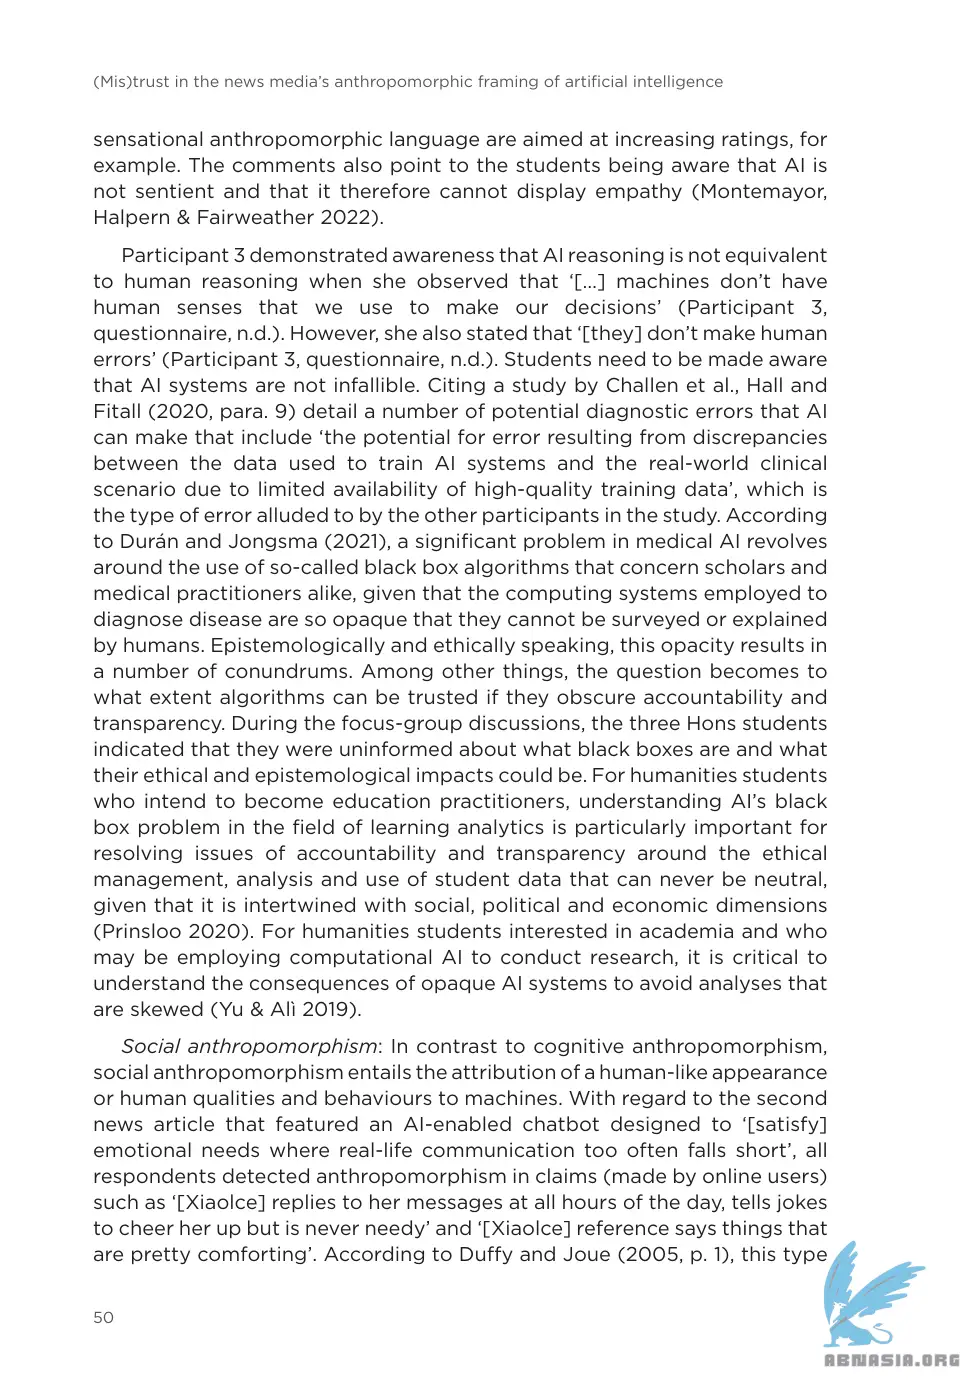 (Mis)trust in the news media’s anthropomorphic framing of artificial intelligence
sensational anthropomorphic language are aimed at increasing ratings, for
example. The comments also point to the students being aware that AI is
not sentient and that it therefore cannot display empathy (Montemayor,
Halpern & Fairweather 2022).
Participant 3 demonstrated awareness that AI reasoning is not equivalent
to human reasoning when she observed that ‘[...] machines don’t have
human senses that we use to make our decisions’ (Participant 3,
questionnaire, n.d.). However, she also stated that ‘[they] don’t make human
errors’ (Participant 3, questionnaire, n.d.). Students need to be made aware
that AI systems are not infallible. Citing a study by Challen et al., Hall and
Fitall (2020, para. 9) detail a number of potential diagnostic errors that AI
can make that include ‘the potential for error resulting from discrepancies
between the data used to train AI systems and the real-world clinical
scenario due to limited availability of high-quality training data’, which is
the type of error alluded to by the other participants in the study. According
to Durán and Jongsma (2021), a significant problem in medical AI revolves
around the use of so-called black box algorithms that concern scholars and
medical practitioners alike, given that the computing systems employed to
diagnose disease are so opaque that they cannot be surveyed or explained
by humans. Epistemologically and ethically speaking, this opacity results in
a number of conundrums. Among other things, the question becomes to
what extent algorithms can be trusted if they obscure accountability and
transparency. During the focus-group discussions, the three Hons students
indicated that they were uninformed about what black boxes are and what
their ethical and epistemological impacts could be. For humanities students
who intend to become education practitioners, understanding AI’s black
box problem in the field of learning analytics is particularly important for
resolving issues of accountability and transparency around the ethical
management, analysis and use of student data that can never be neutral,
given that it is intertwined with social, political and economic dimensions
(Prinsloo 2020). For humanities students interested in academia and who
may be employing computational AI to conduct research, it is critical to
understand the consequences of opaque AI systems to avoid analyses that
are skewed (Yu & Alì 2019).
Social anthropomorphism: In contrast to cognitive anthropomorphism,
social anthropomorphism entails the attribution of a human-like appearance
or human qualities and behaviours to machines. With regard to the second
news article that featured an AI-enabled chatbot designed to ‘[satisfy]
emotional needs where real-life communication too often falls short’, all
respondents detected anthropomorphism in claims (made by online users)
such as ‘[Xiaolce] replies to her messages at all hours of the day, tells jokes
to cheer her up but is never needy’ and ‘[Xiaolce] reference says things that
are pretty comforting’. According to Duffy and Joue (2005, p. 1), this type
50
ABNASIA.ORG